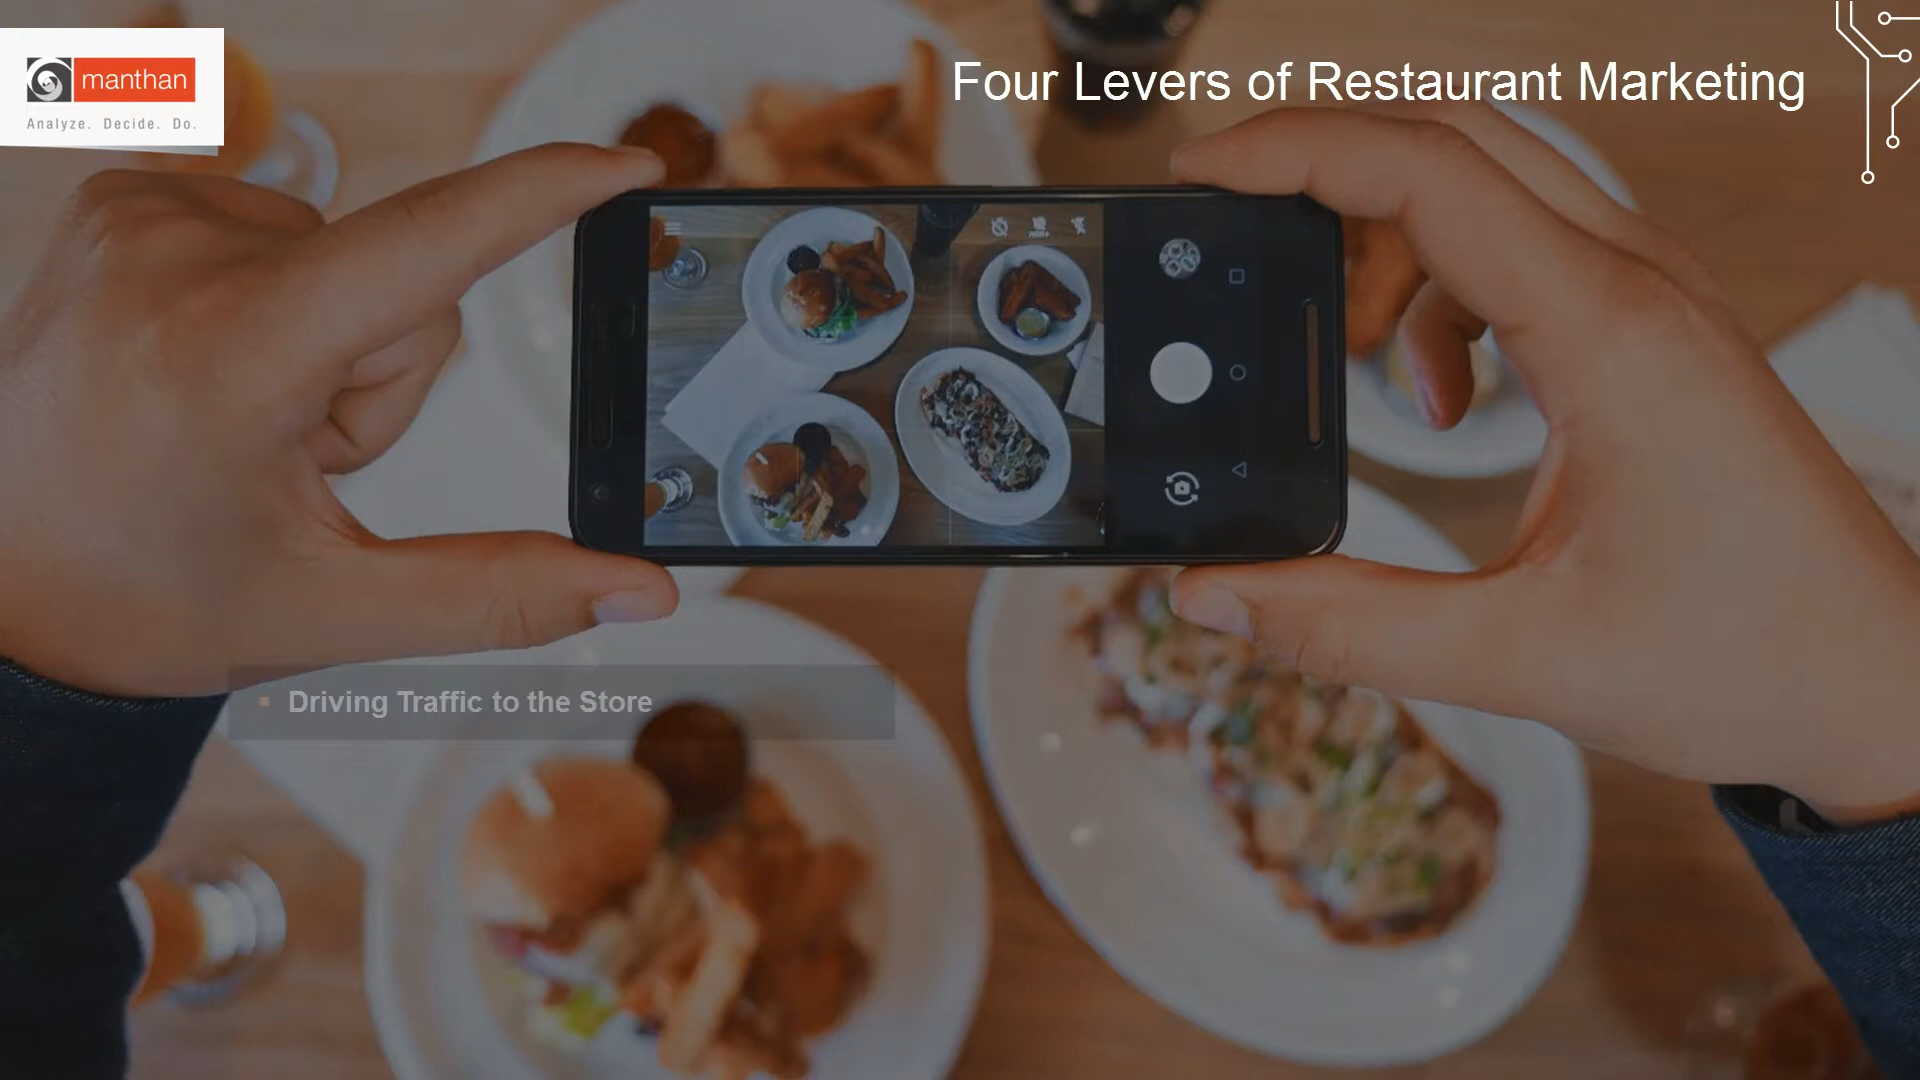 manthan
Analyze. Decide. Do.
Four Levers of Restaurant Marketing
Driving Traffic to the Store